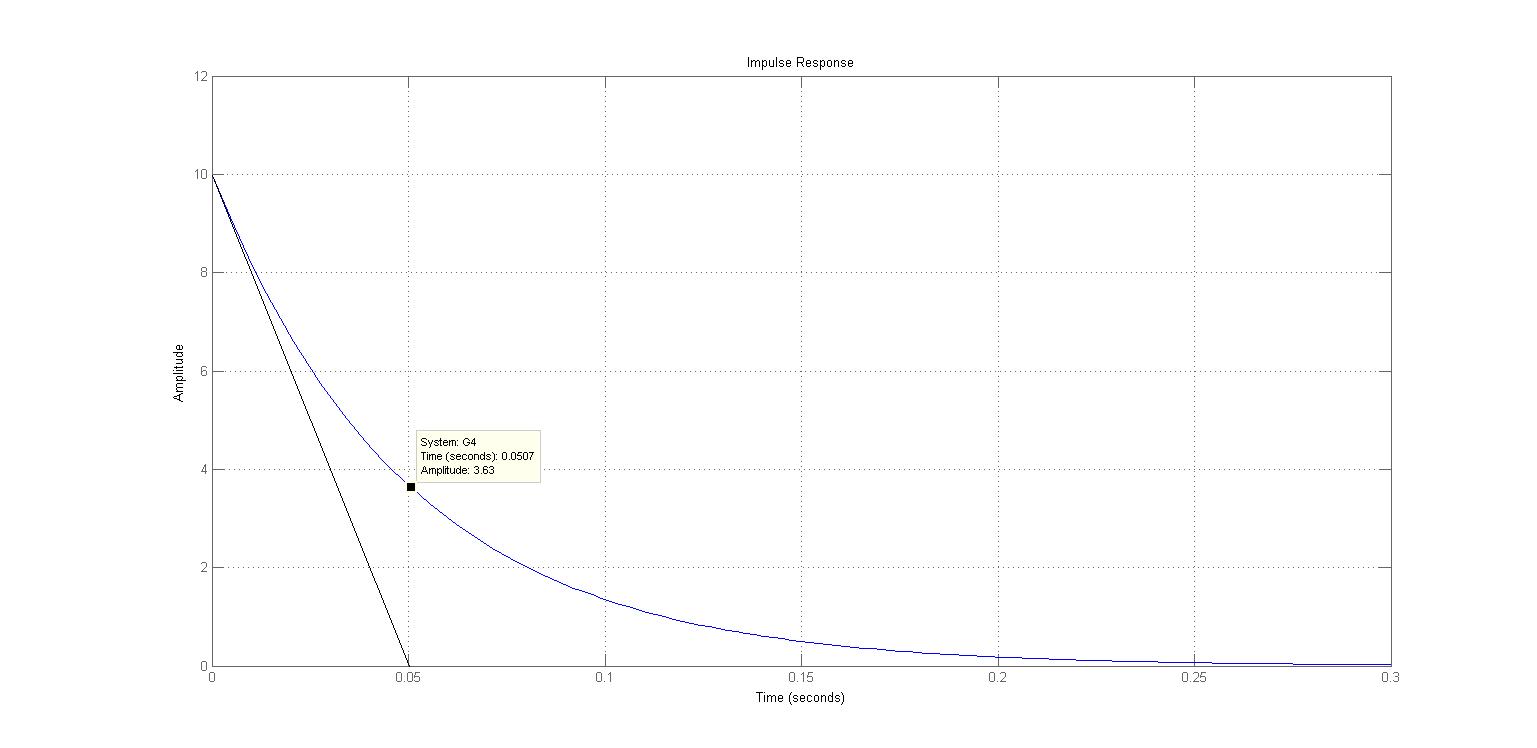 Impulse Response
12
10
8
6
4
2
0
Amplitude
System: G4
Time (seconds): 0.0507
Amplitude: 3.63
0 0.05 0.1 0.15 0.2 0.25 0.3
Time (seconds)